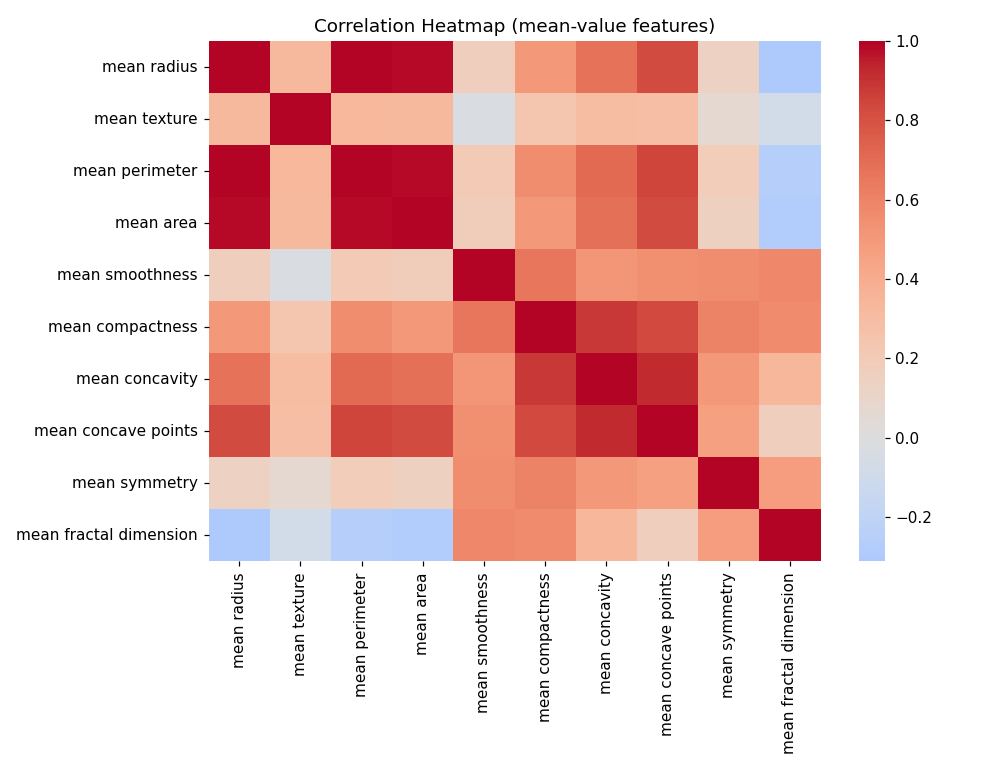 Correlation Heatmap (mean-value features)
mean radius
mean texture
mean perimeter
mean area
mean smoothness
mean compactness
mean concavity
mean concave points
mean symmetry
mean fractal dimension
mean radius
mean texture
mean perimeter
mean area
mean smoothness
mean compactness
mean concavity
mean concave points
mean symmetry
mean fractal dimension
1.0
0.8
0.6
0.4
0.2
0.0
−0.2